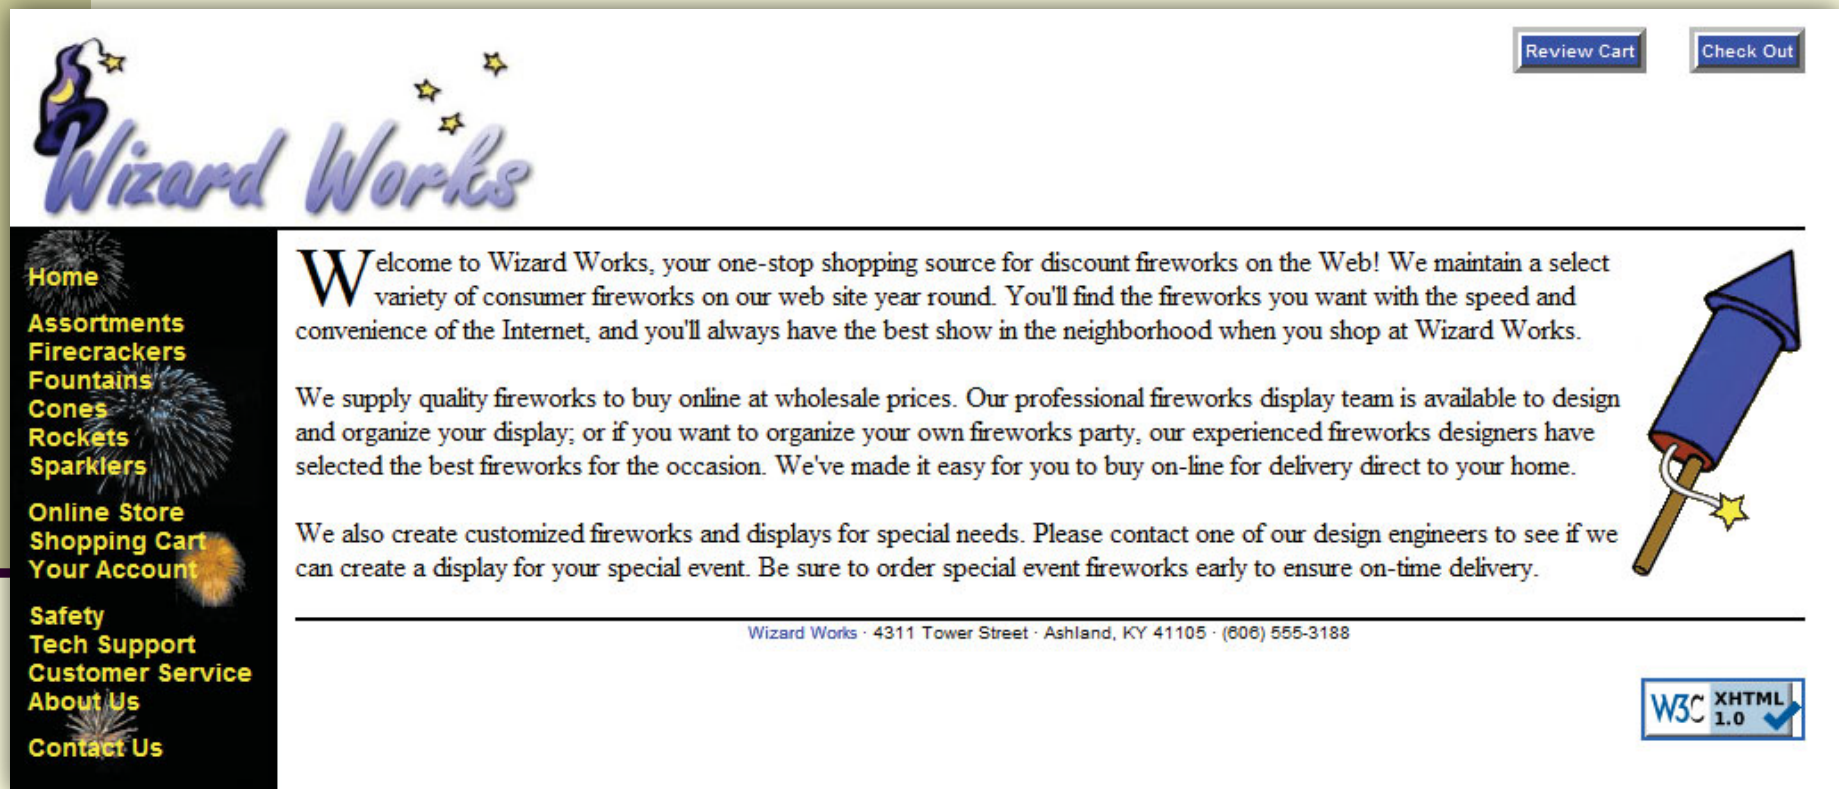 Wizard Works
Review Cart
Check Out
Home
Assortments
Firecrackers
Fountains
Cones
Rockets
Sparklers
Online Store
Shopping Cart
Your Account
Safety
Tech Support
Customer Service
About Us
Contact Us
Welcome to Wizard Works, your one-stop shopping source for discount fireworks on the Web! We maintain a select
variety of consumer fireworks on our web site year round. You'll find the fireworks you want with the speed and
convenience of the Internet, and you'll always have the best show in the neighborhood when you shop at Wizard Works.
We supply quality fireworks to buy online at wholesale prices. Our professional fireworks display team is available to design
and organize your display; or if you want to organize your own fireworks party, our experienced fireworks designers have
selected the best fireworks for the occasion. We've made it easy for you to buy on-line for delivery direct to your home.
We also create customized fireworks and displays for special needs. Please contact one of our design engineers to see if we
can create a display for your special event. Be sure to order special event fireworks early to ensure on-time delivery.
Wizard Works · 4311 Tower Street · Ashland, KY 41105 · (606) 555-3188
W3C XHTML
1.0